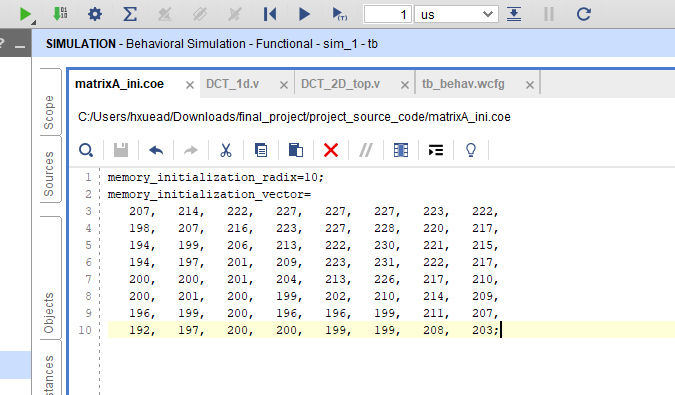 1 us
? SIMULATION - Behavioral Simulation - Functional - sim_1 - tb
matrixA_ini.coe × DCT_1d.v × DCT_2D_top.v × tb_behav.wcfg ×
C:/Users/hxuead/Downloads/final_project/project_source_code/matrixA_ini.coe
Scope
Sources
Objects
1 memory_initialization_radix=10;
2 memory_initialization_vector=
3 207, 214, 222, 227, 227, 227, 223, 222,
4 198, 207, 216, 223, 227, 228, 220, 217,
5 194, 199, 206, 213, 222, 230, 221, 215,
6 194, 197, 201, 209, 223, 231, 222, 217,
7 200, 200, 201, 204, 213, 226, 217, 210,
8 200, 201, 200, 199, 202, 210, 214, 209,
9 196, 199, 200, 196, 196, 199, 211, 207,
10 192, 197, 200, 200, 199, 199, 208, 203;